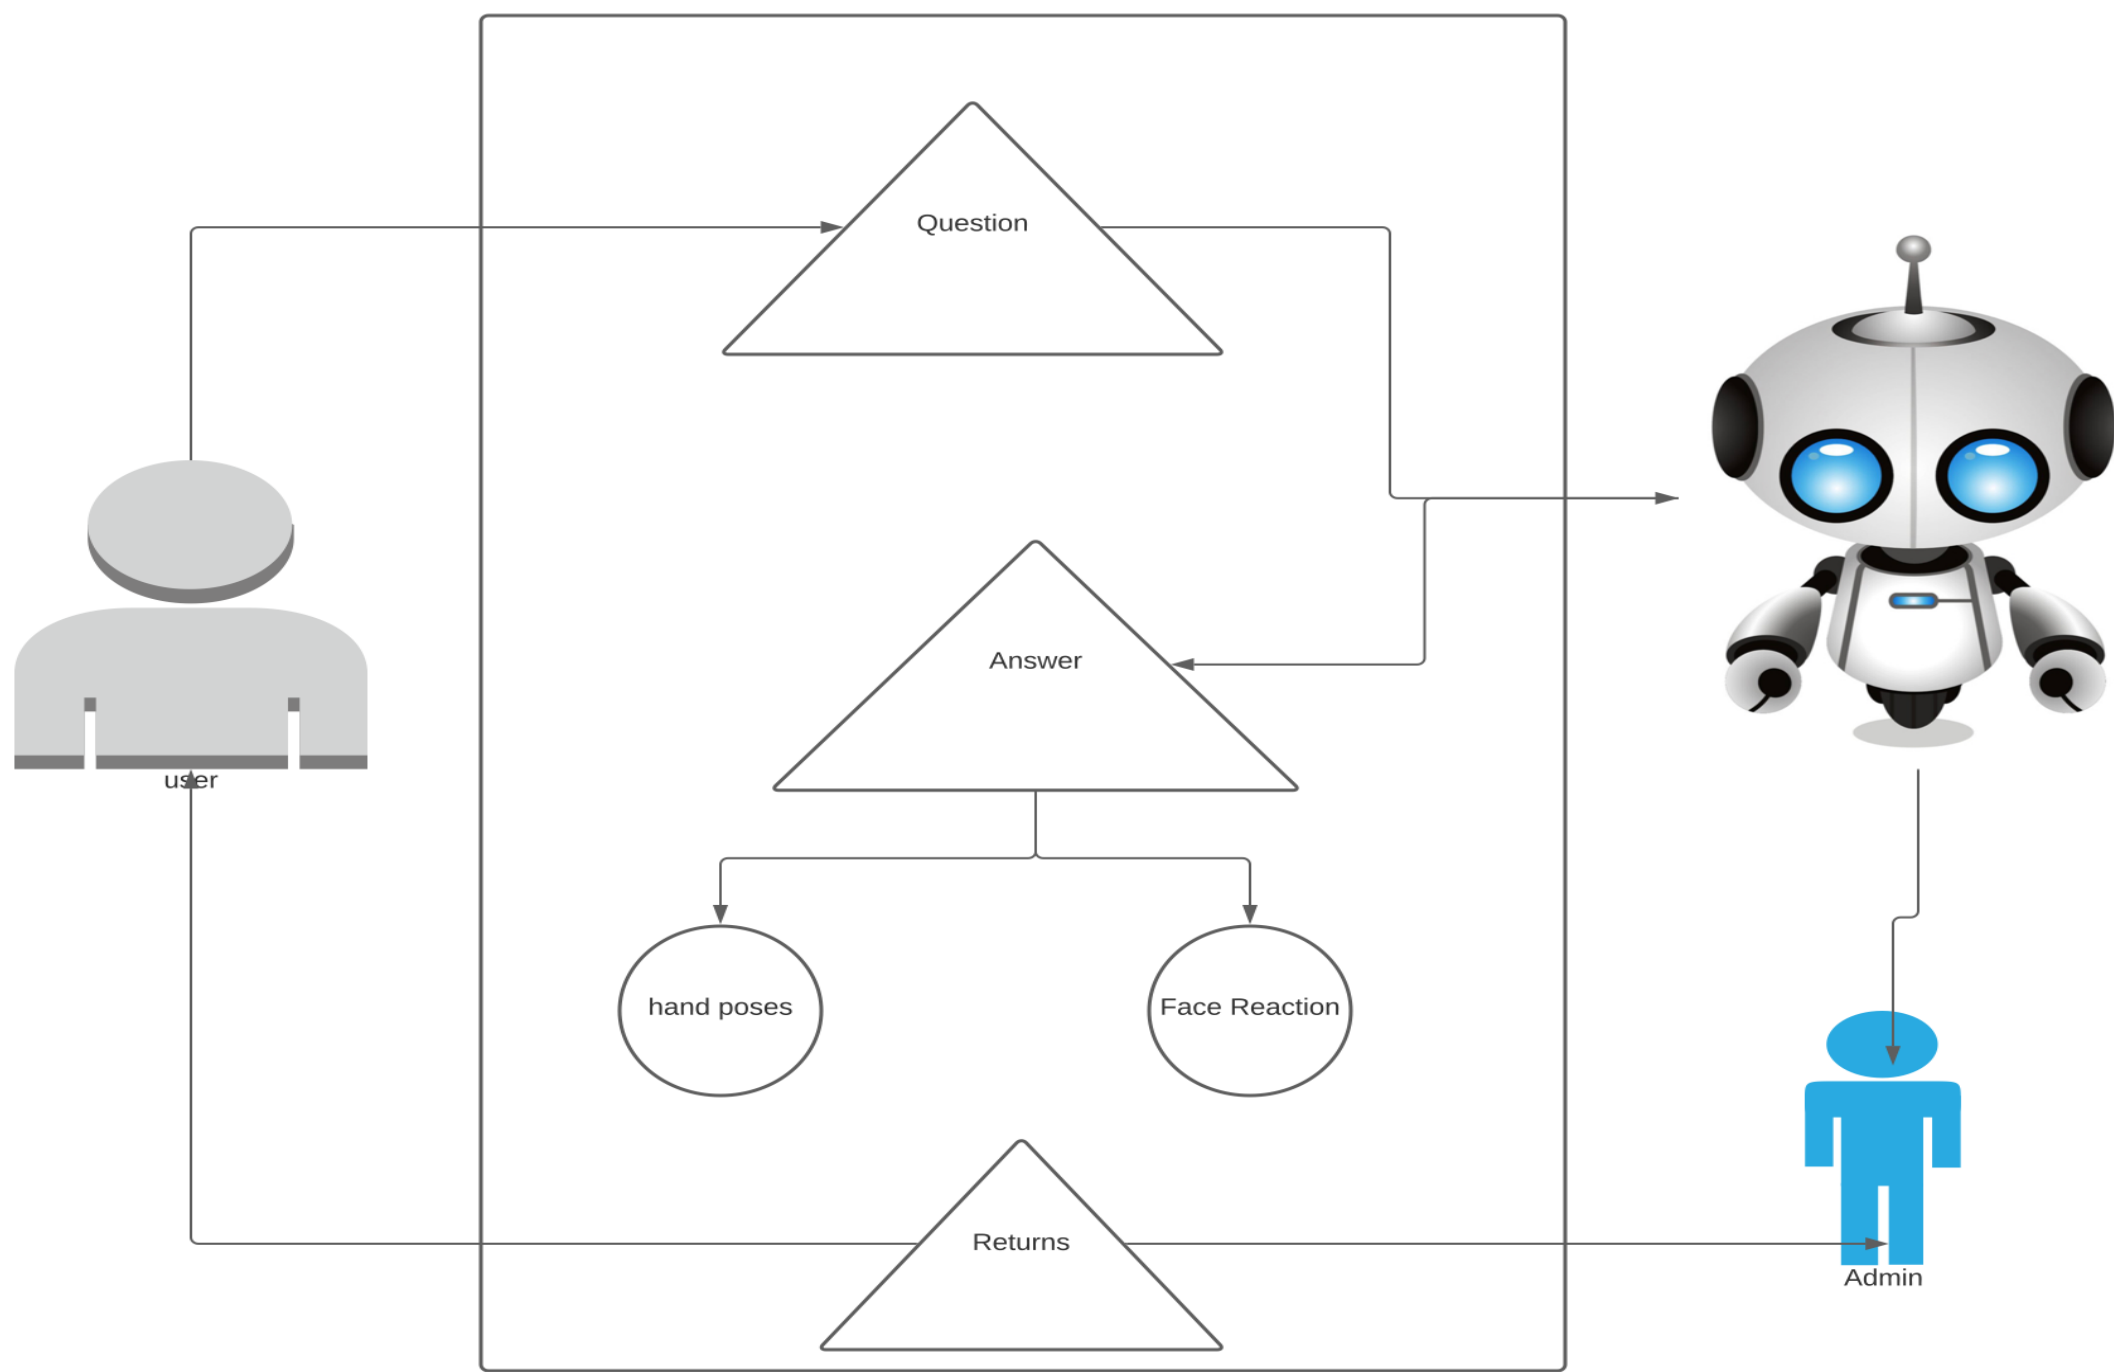 Question
Answer
user
hand poses
Face Reaction
Returns
Admin